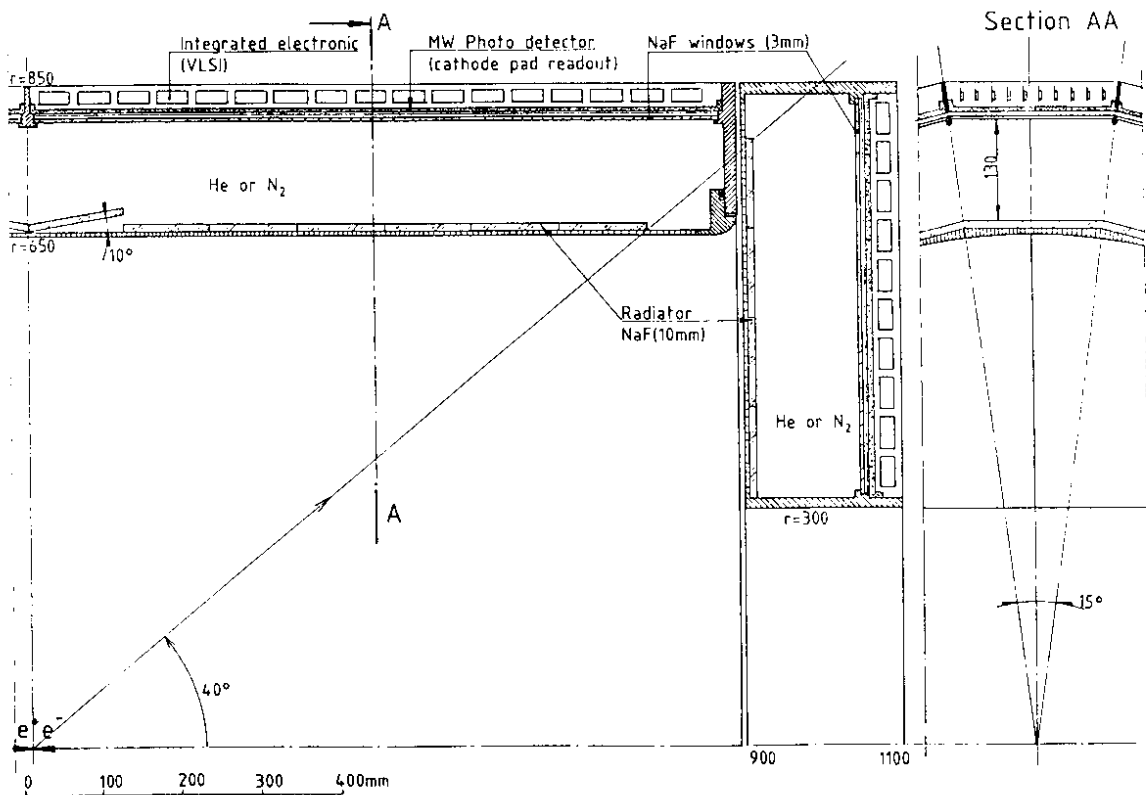 A
Section AA
Integrated electronic
(VLSI)
MW Photo detector
(cathode pad readout)
NaF windows (3mm)
r=850
He or N₂
130
r=650
10°
Radiator
NaF(10mm)
He or N₂
A
r=300
15°
40°
e e⁻
900
1100
0 100 200 300 400mm